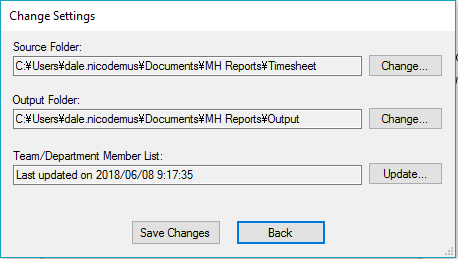 Change Settings
Source Folder:
C:¥Users¥dale.nicodemus¥Documents¥MH Reports¥Timesheet
Change...
Output Folder:
C:¥Users¥dale.nicodemus¥Documents¥MH Reports¥Output
Change...
Team/Department Member List:
Last updated on 2018/06/08 9:17:35
Update...
Save Changes
Back